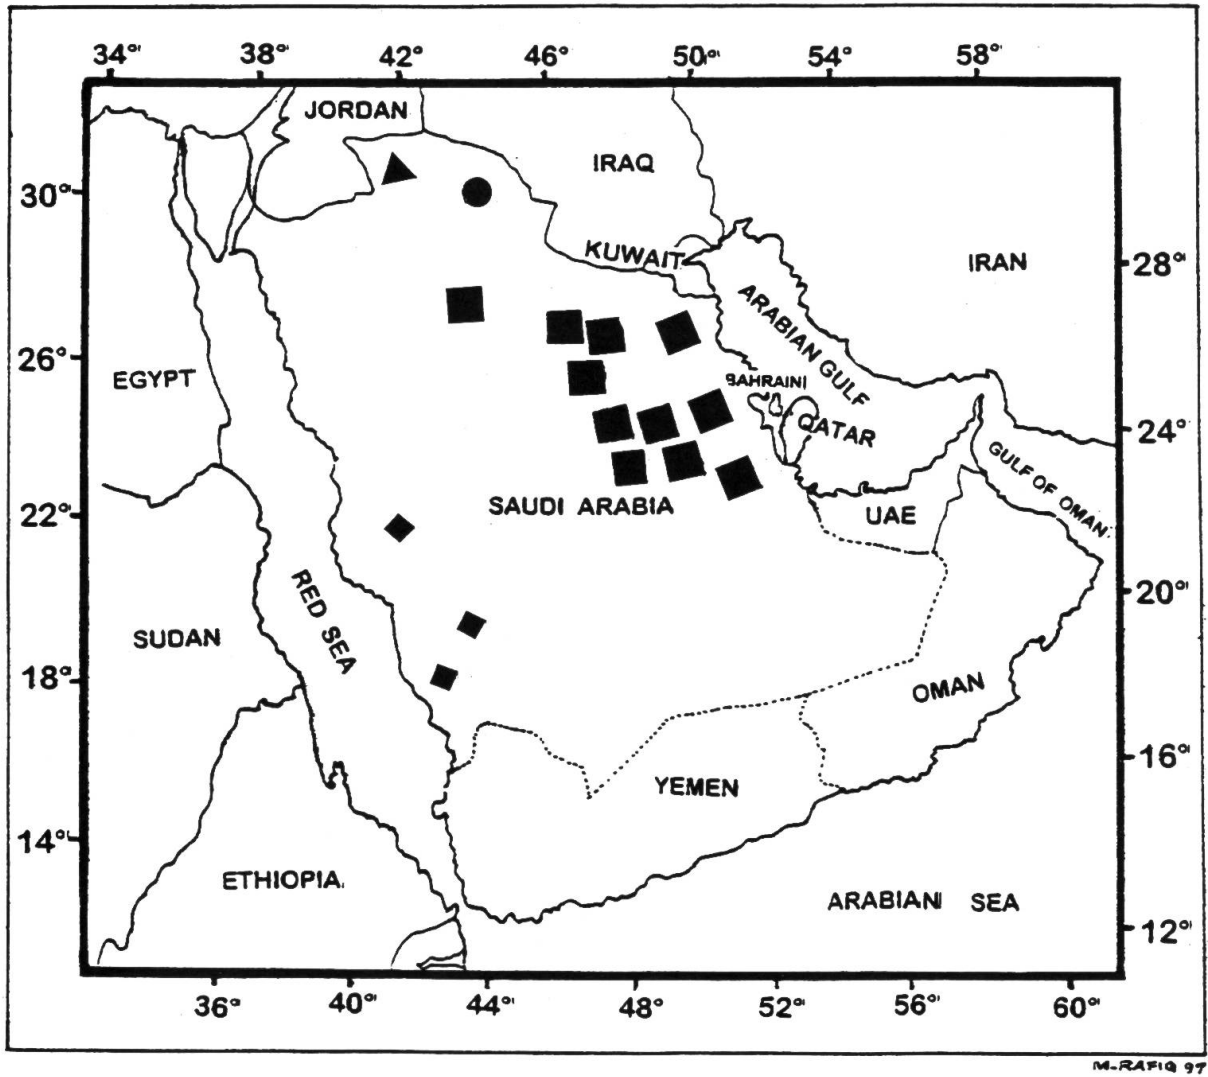 34° 38° 42° 46° 50° 54° 58°
JORDAN
IRAQ
30°
KUWAIT
IRAN
28°
ARABIAN GULF
26°
EGYPT
BAHRAIN
QATAR
24°
GULF OF OMAN
SAUDI ARABIA
UAE
22°
RED SEA
20°
SUDAN
18°
OMAN
16°
YEMEN
14°
ETHIOPIA
ARABIAN SEA
12°
36° 40° 44° 48° 52° 56° 60°
M-RAFIQ 97